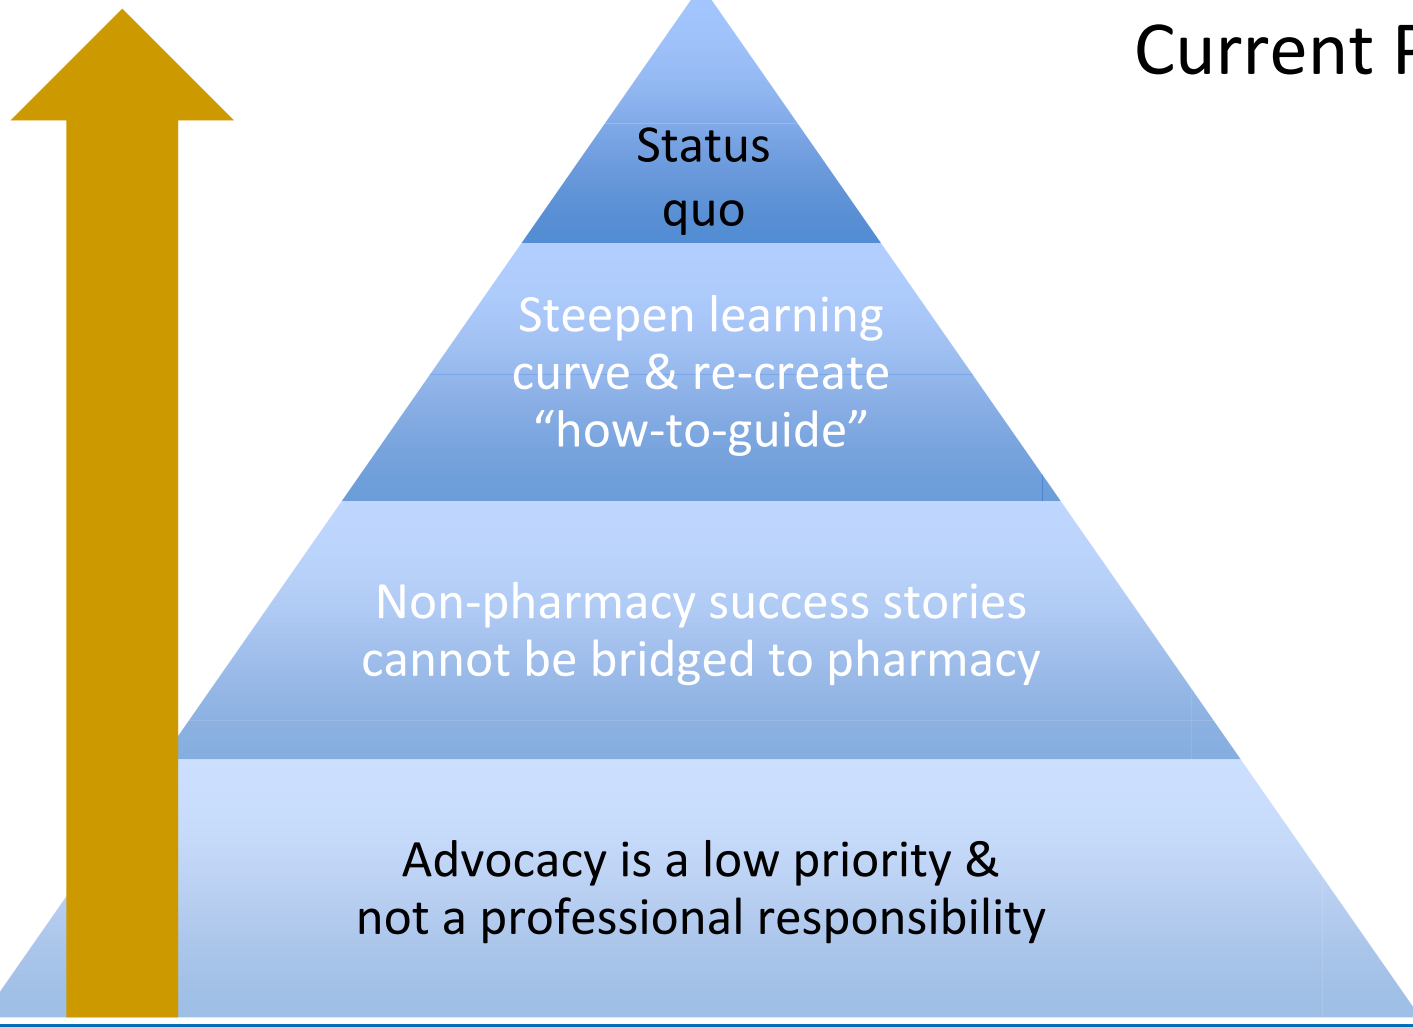 Current
Status
quo
Steepen learning
curve & re-create
“how-to-guide”
Non-pharmacy success stories
cannot be bridged to pharmacy
Advocacy is a low priority &
not a professional responsibility